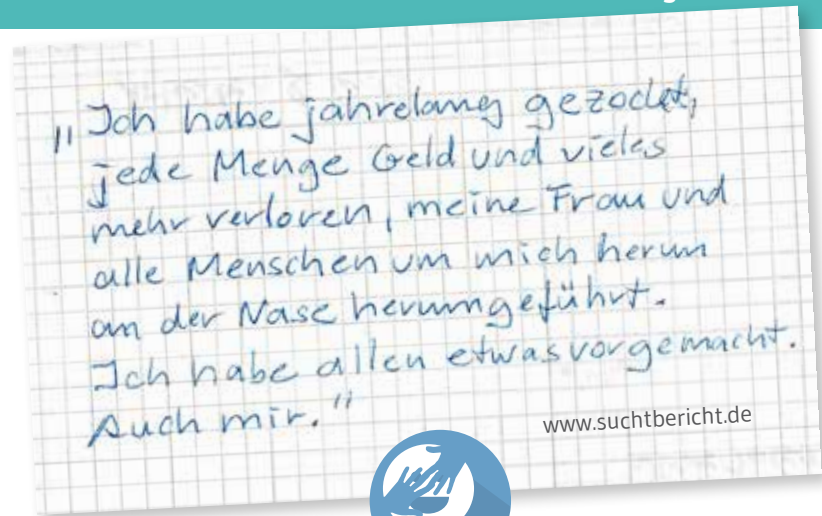 „Ich habe jahrelang gezockt,
jede Menge Geld und vieles
mehr verloren, meine Frau und
alle Menschen um mich herum
an der Nase herumgeführt.
Ich habe allen etwas vorgemacht.
Auch mir."
www.suchtbericht.de